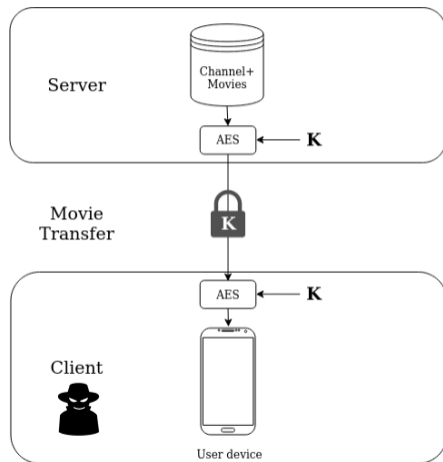 Channel+
Movies
Server
AES
K
K
Movie
Transfer
AES
K
Client
User device